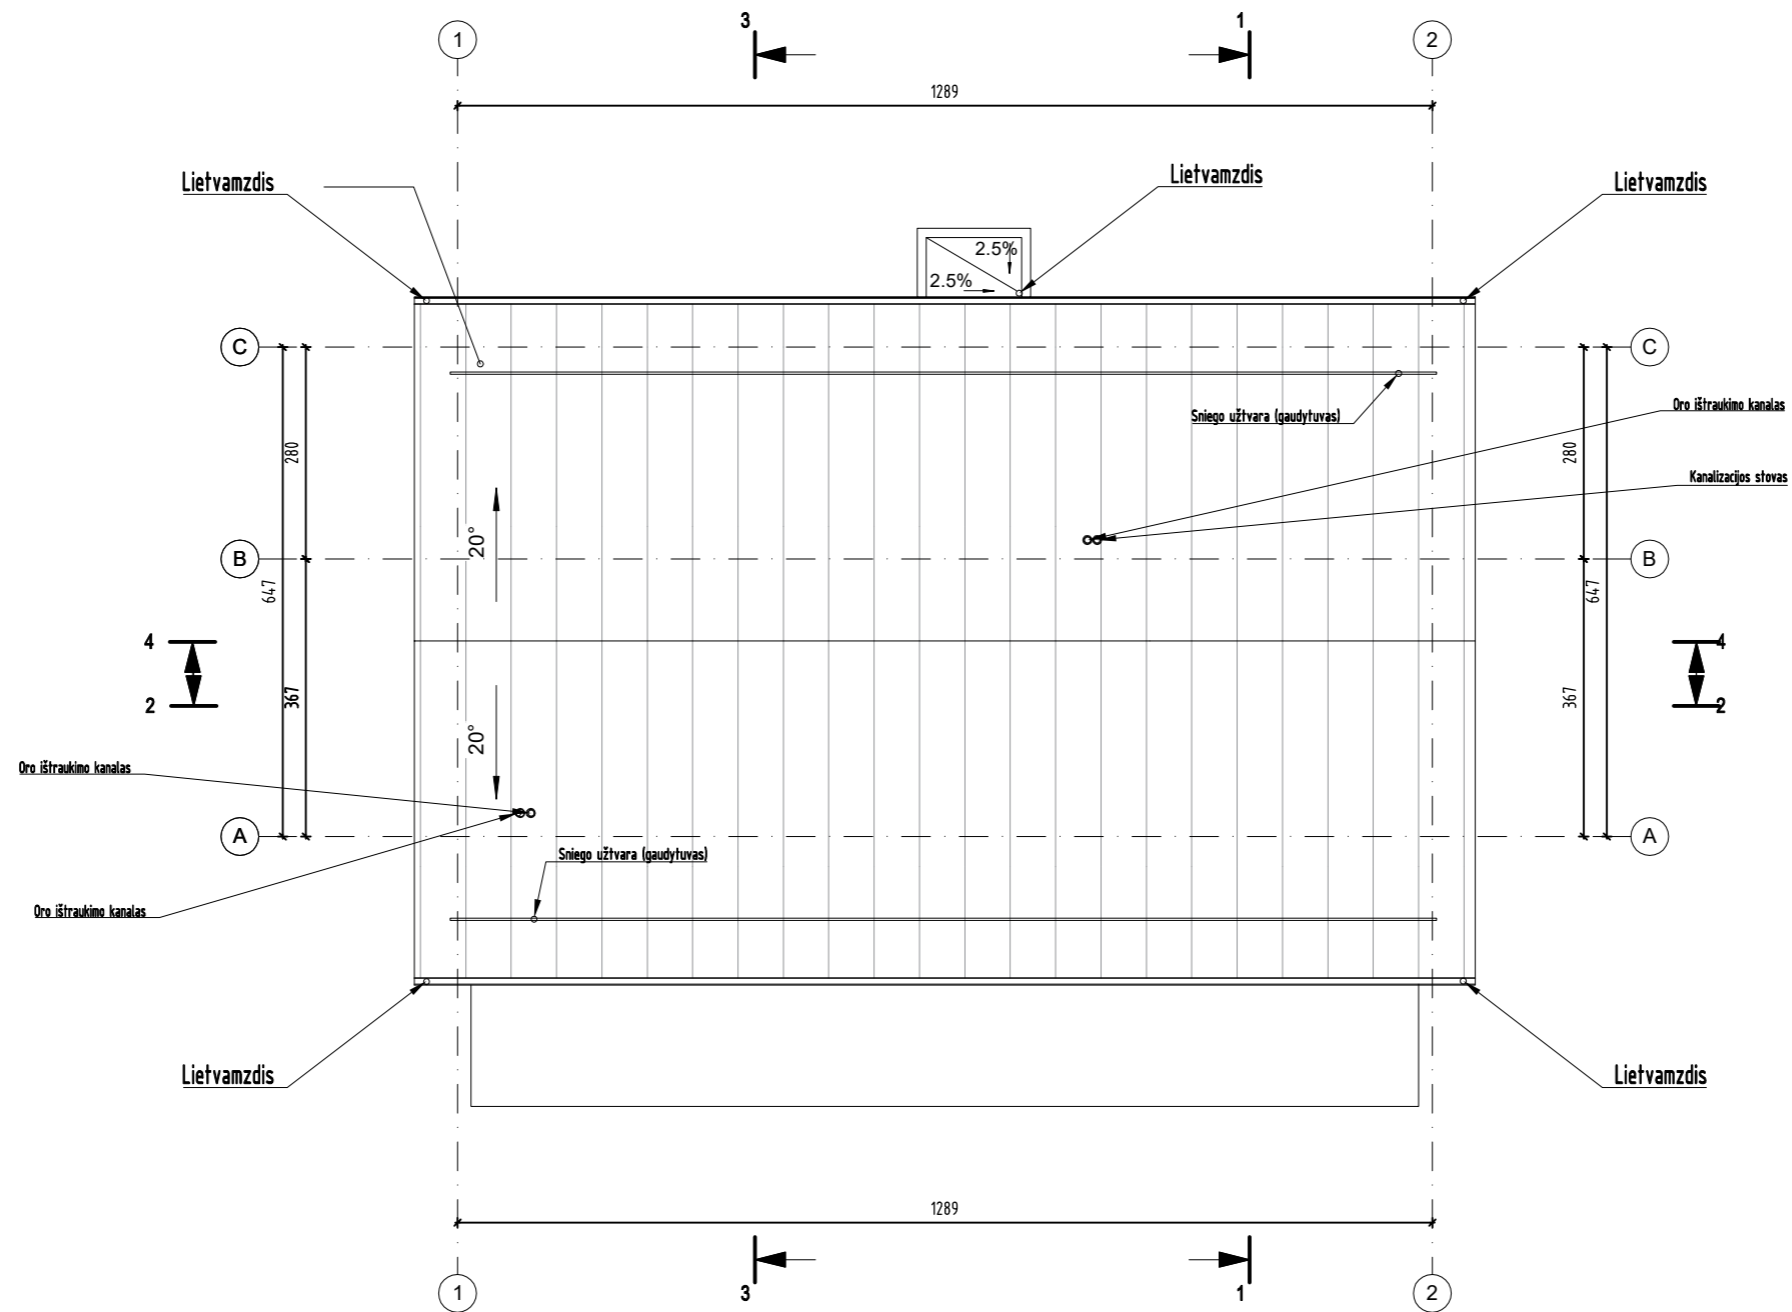 3
1
1
2
1289
Lietvamzdis
Lietvamzdis
Lietvamzdis
2.5%
2.5%
C
C
Sniego užtvara (gaudytuvas)
Oro ištraukimo kanalas
280
280
Kanalizacijos stovas
20°
B
B
647
647
4
4
367
367
2
2
20°
Oro ištraukimo kanalas
A
A
Sniego užtvara (gaudytuvas)
Oro ištraukimo kanalas
Lietvamzdis
Lietvamzdis
1289
3
1
1
2